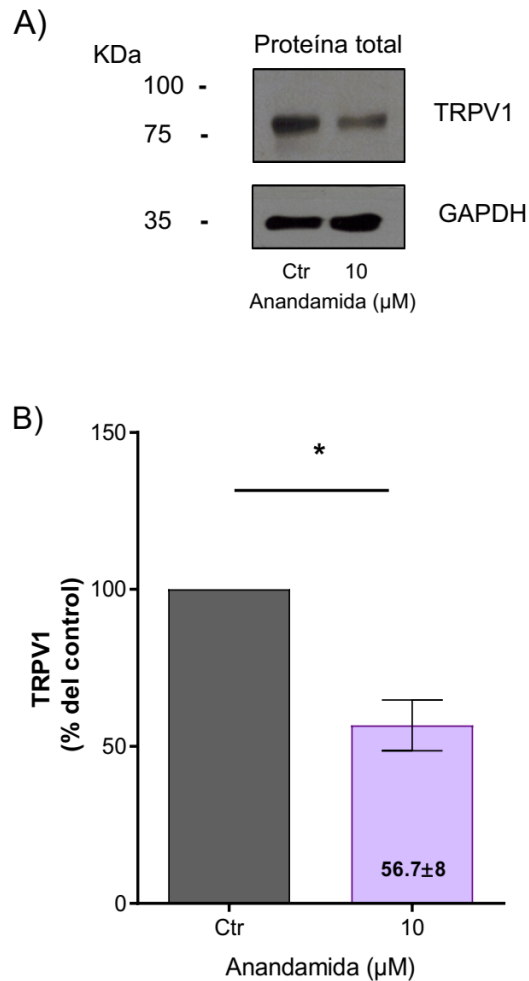 A)
KDa
Proteína total
100 -
TRPV1
75 -
35 -
GAPDH
Ctr 10
Anandamida (µM)
B)
150
*
100
TRPV1
(% del control)
50
56.7±8
0
Ctr 10
Anandamida (µM)